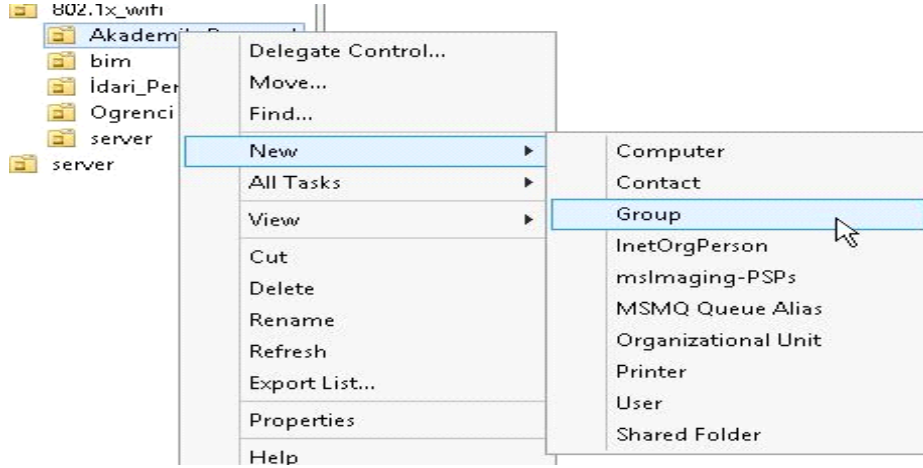 802.1x_wifi
Akademik
bim
İdari_Per
Ogrenci
server
server
Delegate Control...
Move...
Find...
New
All Tasks
View
Cut
Delete
Rename
Refresh
Export List...
Properties
Help
Computer
Contact
Group
InetOrgPerson
msImaging-PSPs
MSMQ Queue Alias
Organizational Unit
Printer
User
Shared Folder